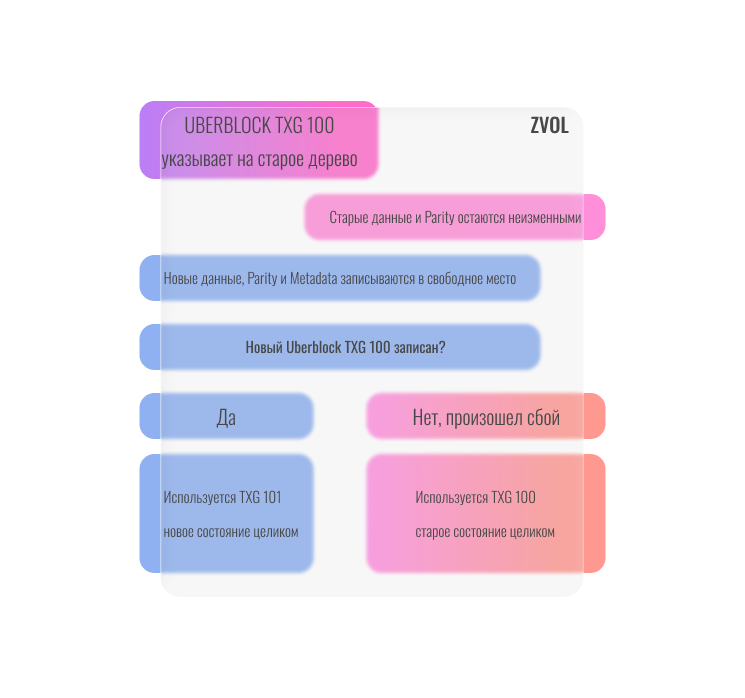 UBERBLOCK TXG 100
указывает на старое дерево
ZVOL
Старые данные и Parity остаются неизменными
Новые данные, Parity и Metadata записываются в свободное место
Новый Uberblock TXG 100 записан?
Да
Нет, произошел сбой
Используется TXG 101
новое состояние целиком
Используется TXG 100
старое состояние целиком